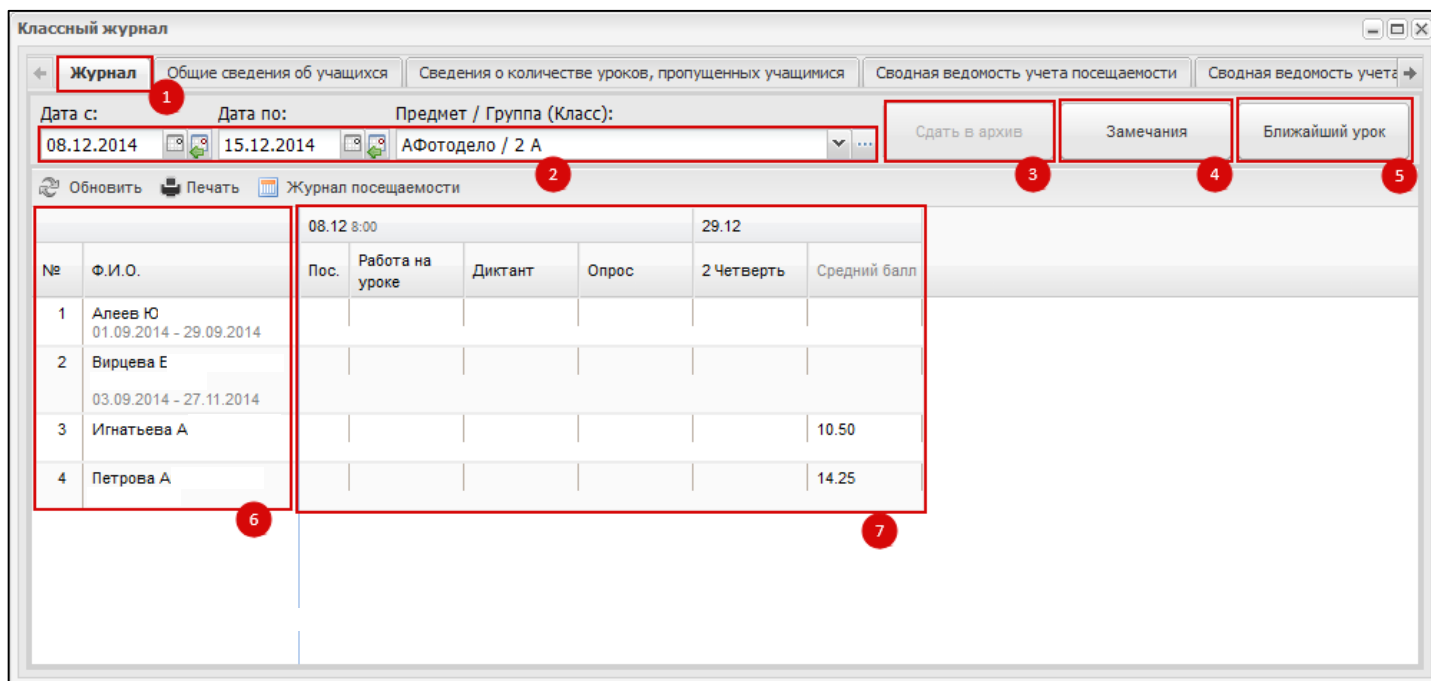 Классный журнал
Журнал Общие сведения об учащихся Сведения о количестве уроков, пропущенных учащимися Сводная ведомость учета посещаемости Сводная ведомость учета
1
Дата с: Дата по: Предмет / Группа (Класс):
08.12.2014 15.12.2014 АФотодело / 2 А Сдать в архив Замечания Ближайший урок
2 3 4 5
Обновить Печать Журнал посещаемости
08.12 8:00 29.12
№ Ф.И.О. Пос. Работа на уроке Диктант Опрос 2 Четверть Средний балл
1 Алеев Ю
01.09.2014 - 29.09.2014
2 Вирцева Е
03.09.2014 - 27.11.2014
3 Игнатьева А 10.50
4 Петрова А 14.25
6 7